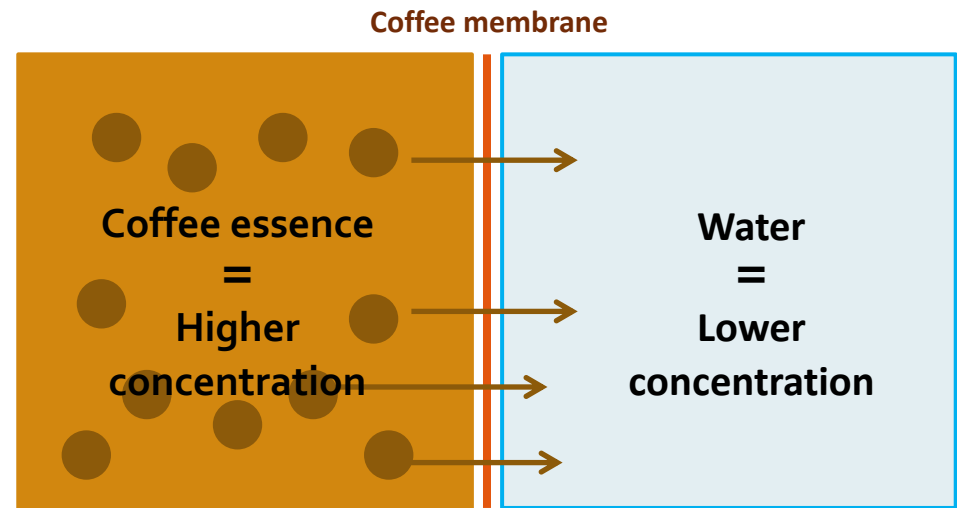 Coffee membrane
Coffee essence
=
Higher
concentration
Water
=
Lower
concentration